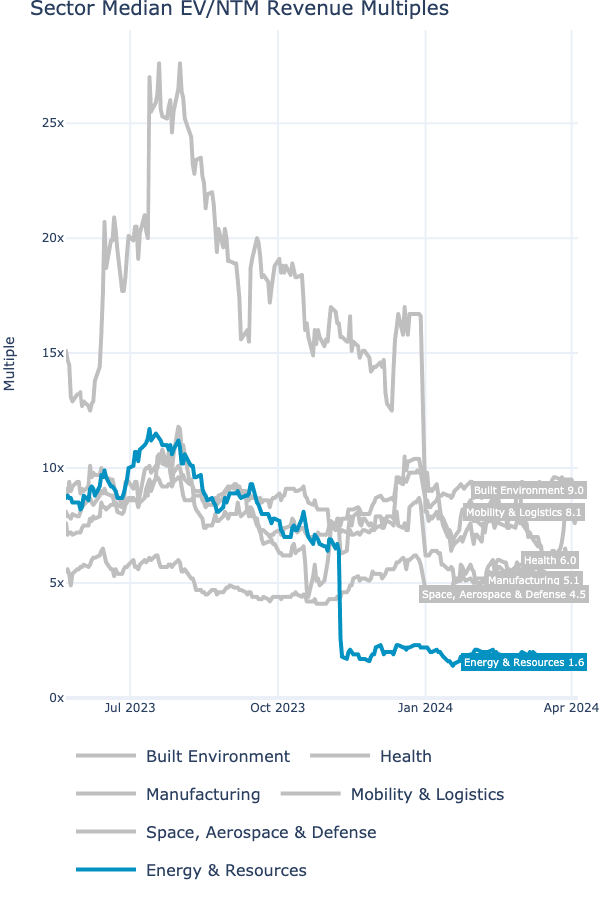 Sector Median EV/NTM Revenue Multiples
25x
20x
15x
10x
5x
0x
Multiple
Built Environment 9.0
Mobility & Logistics 8.1
Health 6.0
Manufacturing 5.1
Space, Aerospace & Defense 4.5
Energy & Resources 1.6
Jul 2023
Oct 2023
Jan 2024
Apr 2024
Built Environment
Health
Manufacturing
Mobility & Logistics
Space, Aerospace & Defense
Energy & Resources